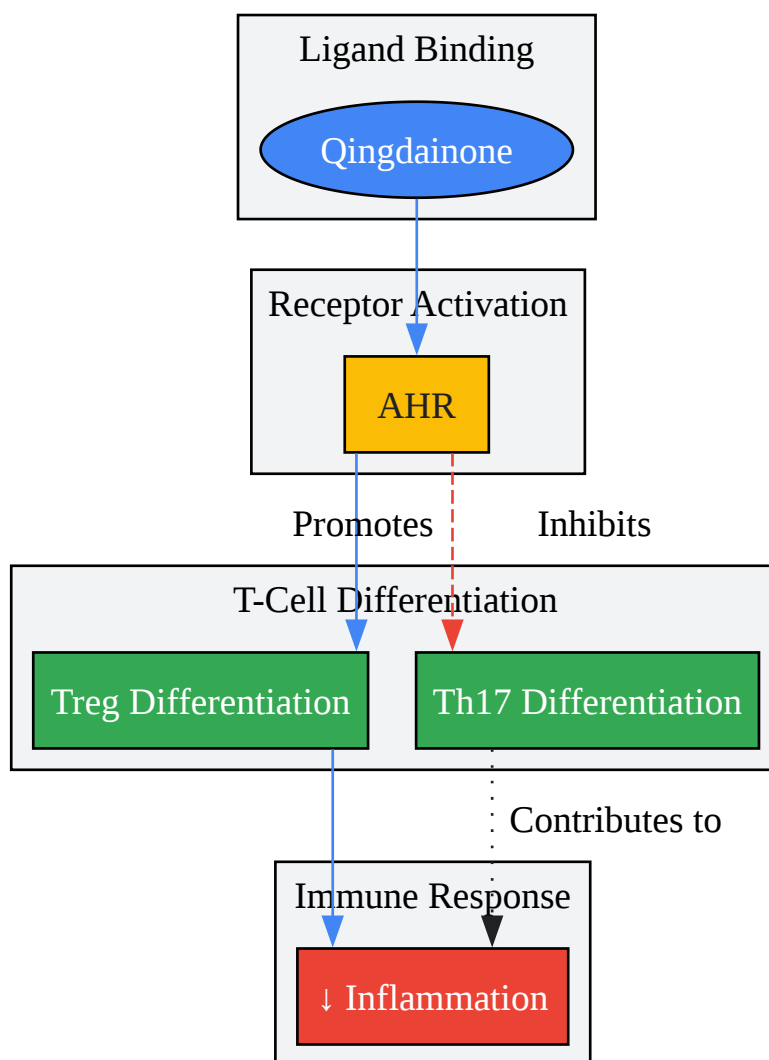 Ligand Binding
Qingdainone
Receptor Activation
AHR
Promotes
Inhibits
T-Cell Differentiation
Treg Differentiation
Th17 Differentiation
Contributes to
Immune Response
↓ Inflammation